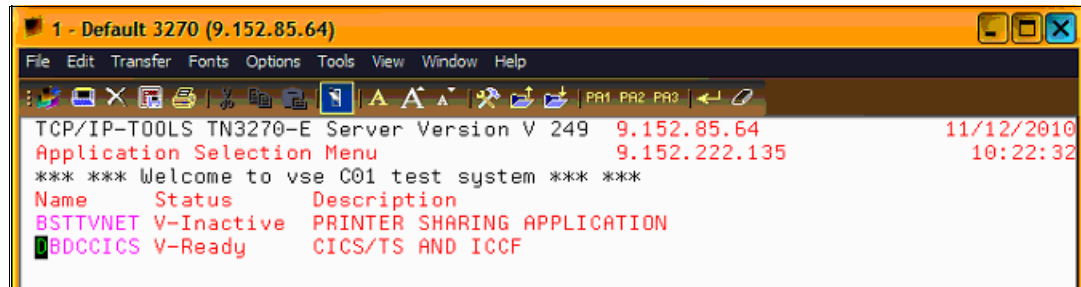 1 - Default 3270 (9.152.85.64)
File Edit Transfer Fonts Options Tools View Window Help
A A A PA1 PA2 PA3
TCP/IP-TOOLS TN3270-E Server Version V 249 9.152.85.64 11/12/2010
Application Selection Menu 9.152.222.135 10:22:32
*** *** Welcome to vse C01 test system *** ***
Name Status Description
BSTTVNET V-Inactive PRINTER SHARING APPLICATION
DBDCCICS V-Ready CICS/TS AND ICCF